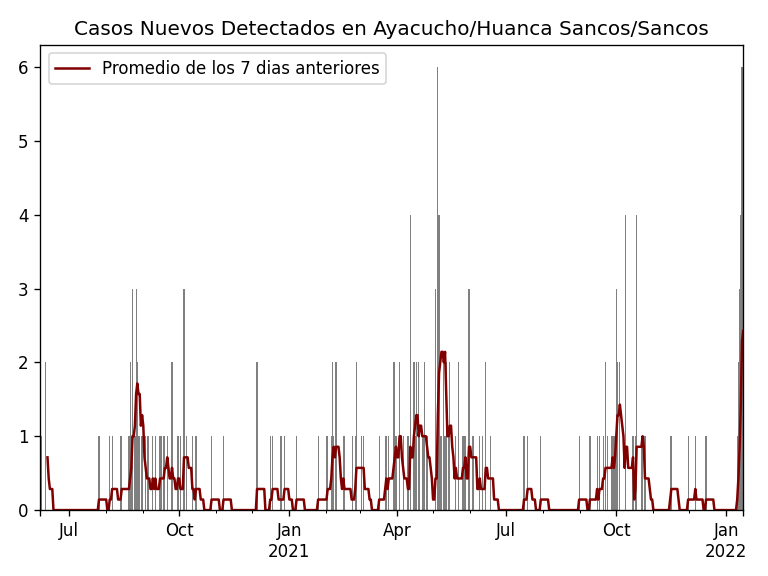 Casos Nuevos Detectados en Ayacucho/Huanca Sancos/Sancos
Promedio de los 7 dias anteriores
6
5
4
3
2
1
0
Jul
Oct
Jan
2021
Apr
Jul
Oct
Jan
2022